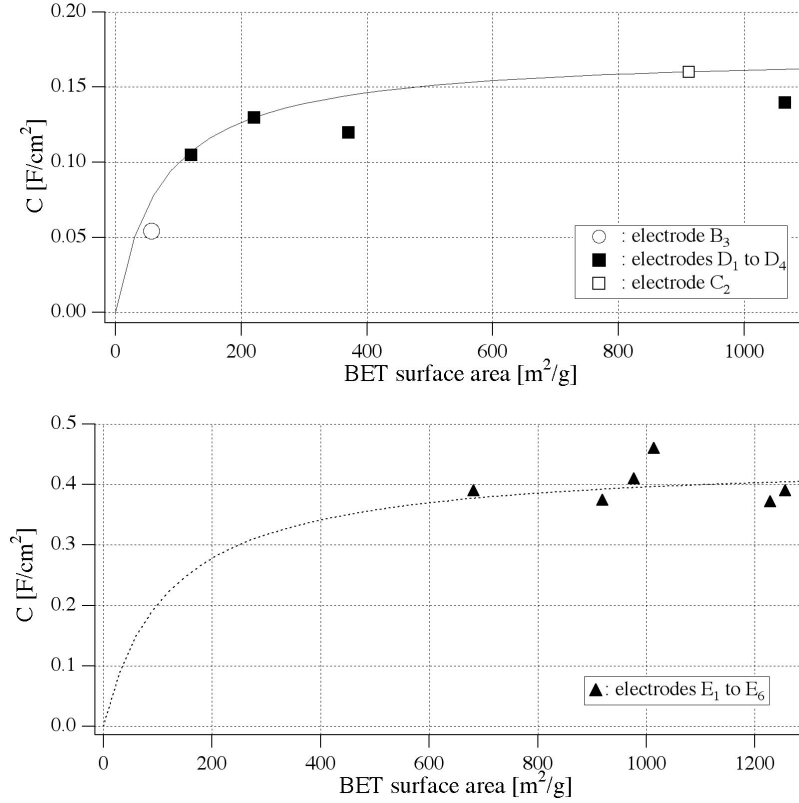 0.20
0.15
0.10
0.05
0.00
C [F/cm²]
: electrode B₃
: electrodes D₁ to D₄
: electrode C₂
0 200 400 600 800 1000
BET surface area [m²/g]
0.5
0.4
0.3
0.2
0.1
0.0
C [F/cm²]
: electrodes E₁ to E₆
0 200 400 600 800 1000 1200
BET surface area [m²/g]